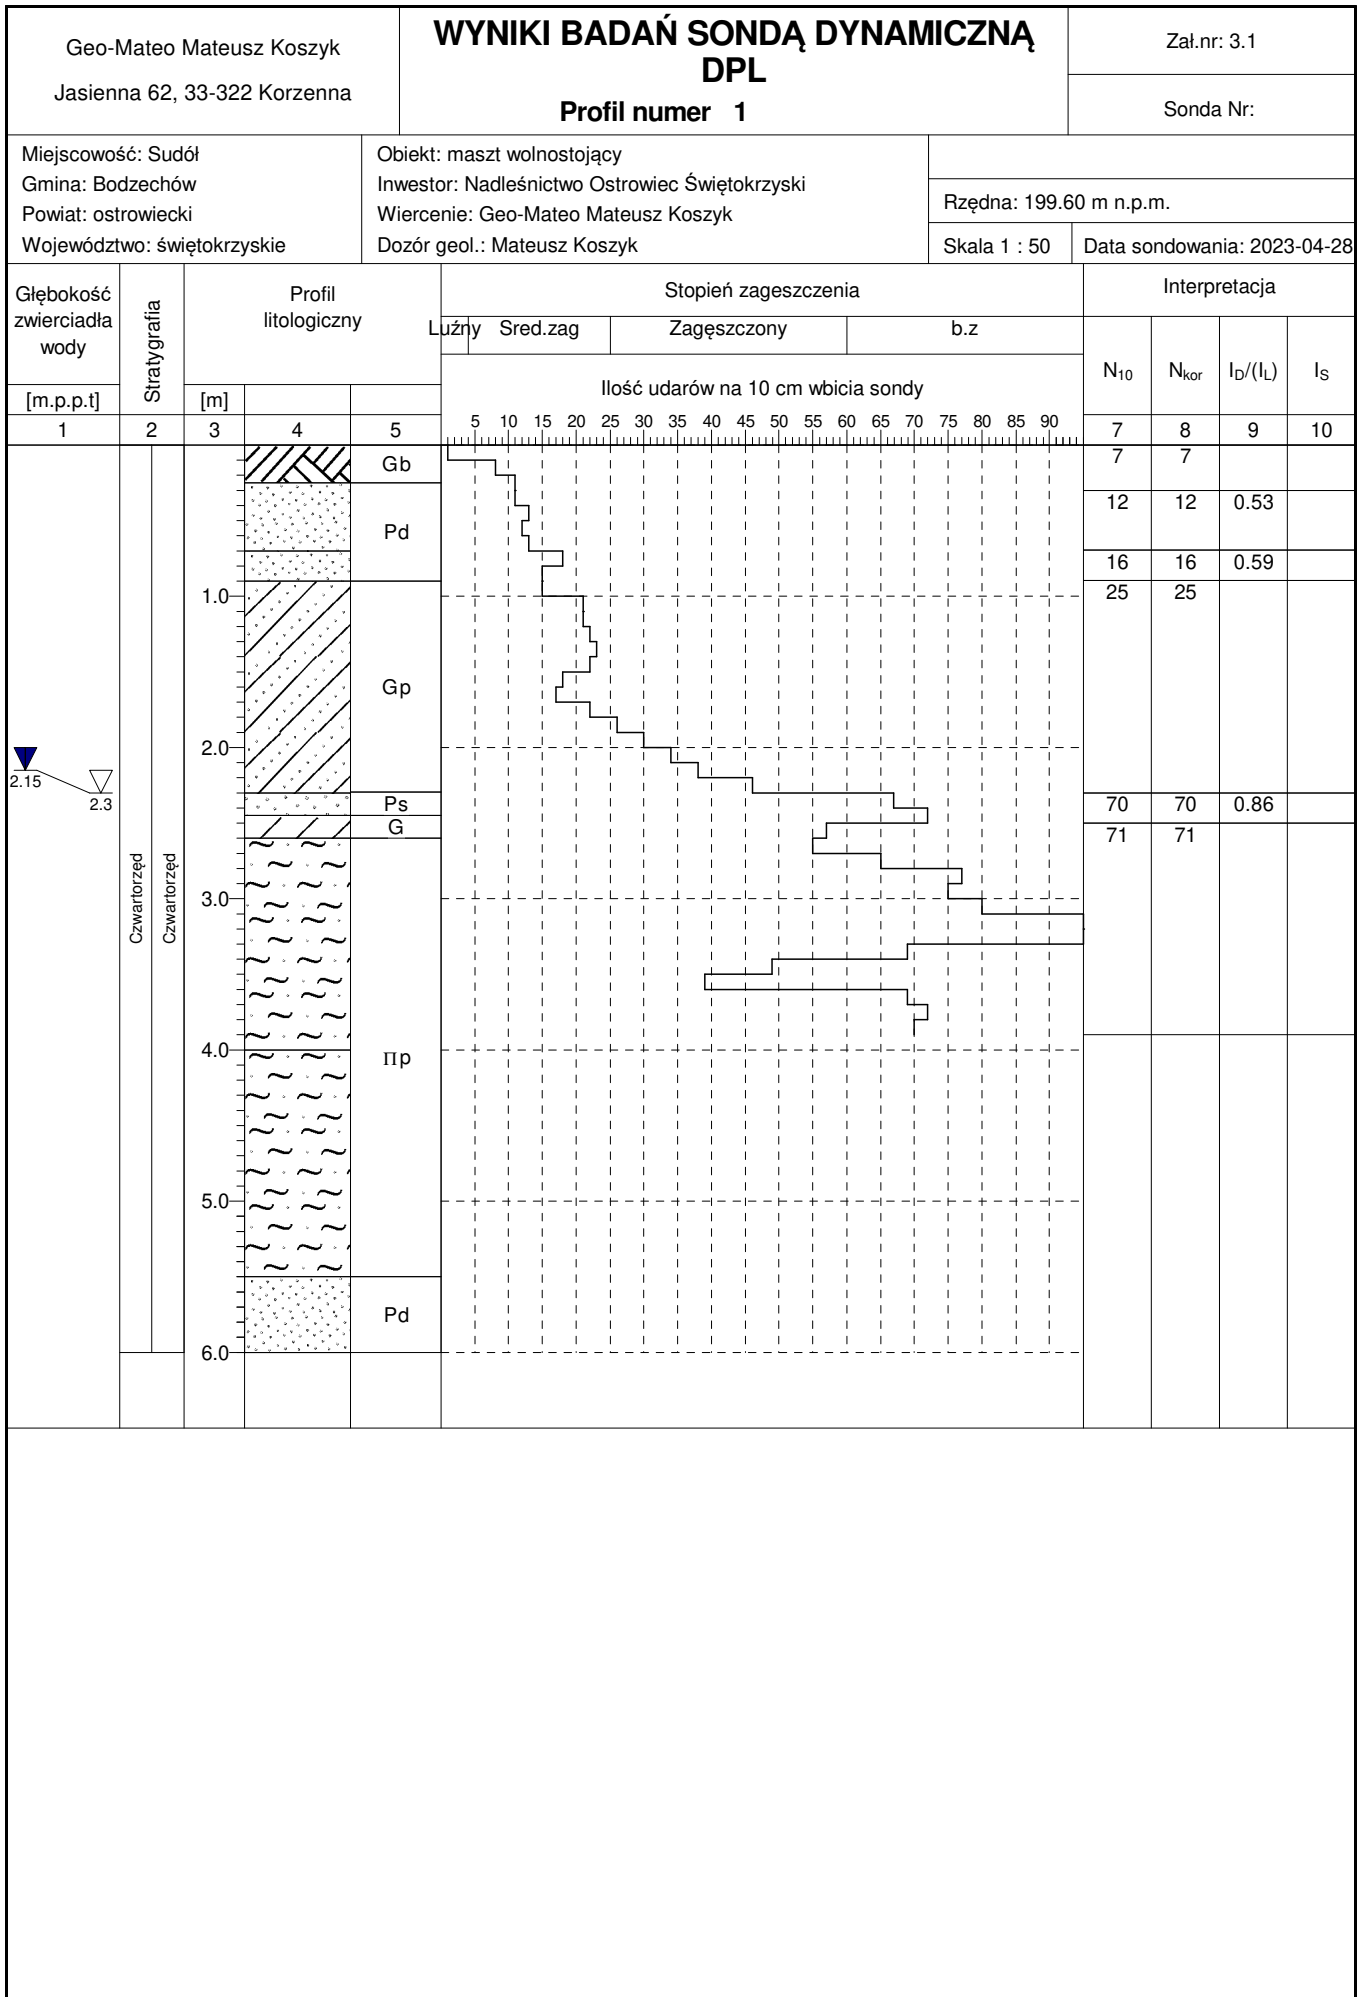 Geo-Mateo Mateusz Koszyk
Jasienna 62, 33-322 Korzenna
WYNIKI BADAŃ SONDĄ DYNAMICZNĄ
DPL
Profil numer 1
Zał.nr: 3.1
Sonda Nr:
Miejscowość: Sudół
Gmina: Bodzechów
Powiat: ostrowiecki
Województwo: świętokrzyskie
Obiekt: maszt wolnostojący
Inwestor: Nadleśnictwo Ostrowiec Świętokrzyski
Wiercenie: Geo-Mateo Mateusz Koszyk
Dozór geol.: Mateusz Koszyk
Rzędna: 199.60 m n.p.m.
Skala 1 : 50
Data sondowania: 2023-04-28
Głębokość
zwierciadła
wody
[m.p.p.t]
Stratygrafia
Profil
litologiczny
[m]
Stopień zageszczenia
Luźny Sred.zag Zagęszczony b.z
Ilość udarów na 10 cm wbicia sondy
5 10 15 20 25 30 35 40 45 50 55 60 65 70 75 80 85 90
Interpretacja
N10 Nkor ID/(IL) IS
1 2 3 4 5 7 8 9 10
Gb 7 7
Pd 12 12 0.53
16 16 0.59
1.0 25 25
Gp
2.0
2.15
2.3
Ps 70 70 0.86
G 71 71
Czwartorzęd
Czwartorzęd
3.0
4.0
Πp
5.0
Pd
6.0